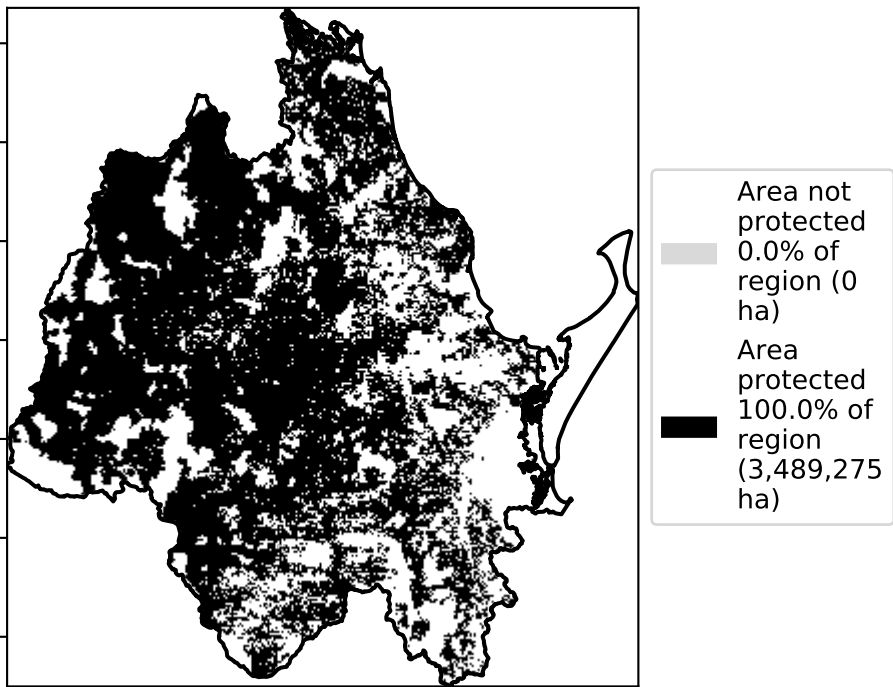 Area not
protected
0.0% of
region (0
ha)
Area
protected
100.0% of
region
(3,489,275
ha)